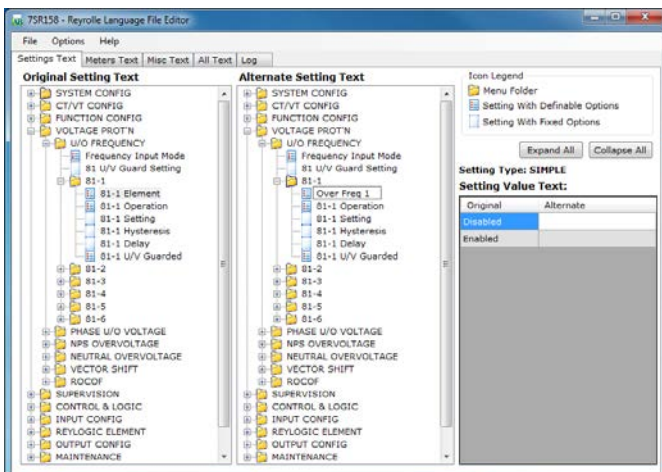 7SR158 - Reyrolle Language File Editor
File Options Help
Settings Text Meters Text Misc Text All Text Log
Original Setting Text
SYSTEM CONFIG
CT/VT CONFIG
FUNCTION CONFIG
VOLTAGE PROT'N
U/O FREQUENCY
Frequency Input Mode
81 U/V Guard Setting
81-1
81-1 Element
81-1 Operation
81-1 Setting
81-1 Hysteresis
81-1 Delay
81-1 U/V Guarded
81-2
81-3
81-4
81-5
81-6
PHASE U/O VOLTAGE
NPS OVERVOLTAGE
NEUTRAL OVERVOLTAGE
VECTOR SHIFT
ROCOF
SUPERVISION
CONTROL & LOGIC
INPUT CONFIG
REYLOGIC ELEMENT
OUTPUT CONFIG
MAINTENANCE
Alternate Setting Text
SYSTEM CONFIG
CT/VT CONFIG
FUNCTION CONFIG
VOLTAGE PROT'N
U/O FREQUENCY
Frequency Input Mode
81 U/V Guard Setting
81-1
Over Freq 1
81-1 Operation
81-1 Setting
81-1 Hysteresis
81-1 Delay
81-1 U/V Guarded
81-2
81-3
81-4
81-5
81-6
PHASE U/O VOLTAGE
NPS OVERVOLTAGE
NEUTRAL OVERVOLTAGE
VECTOR SHIFT
ROCOF
SUPERVISION
CONTROL & LOGIC
INPUT CONFIG
REYLOGIC ELEMENT
OUTPUT CONFIG
MAINTENANCE
Icon Legend
Menu Folder
Setting With Definable Options
Setting With Fixed Options
Expand All Collapse All
Setting Type: SIMPLE
Setting Value Text:
Original Alternate
Disabled
Enabled